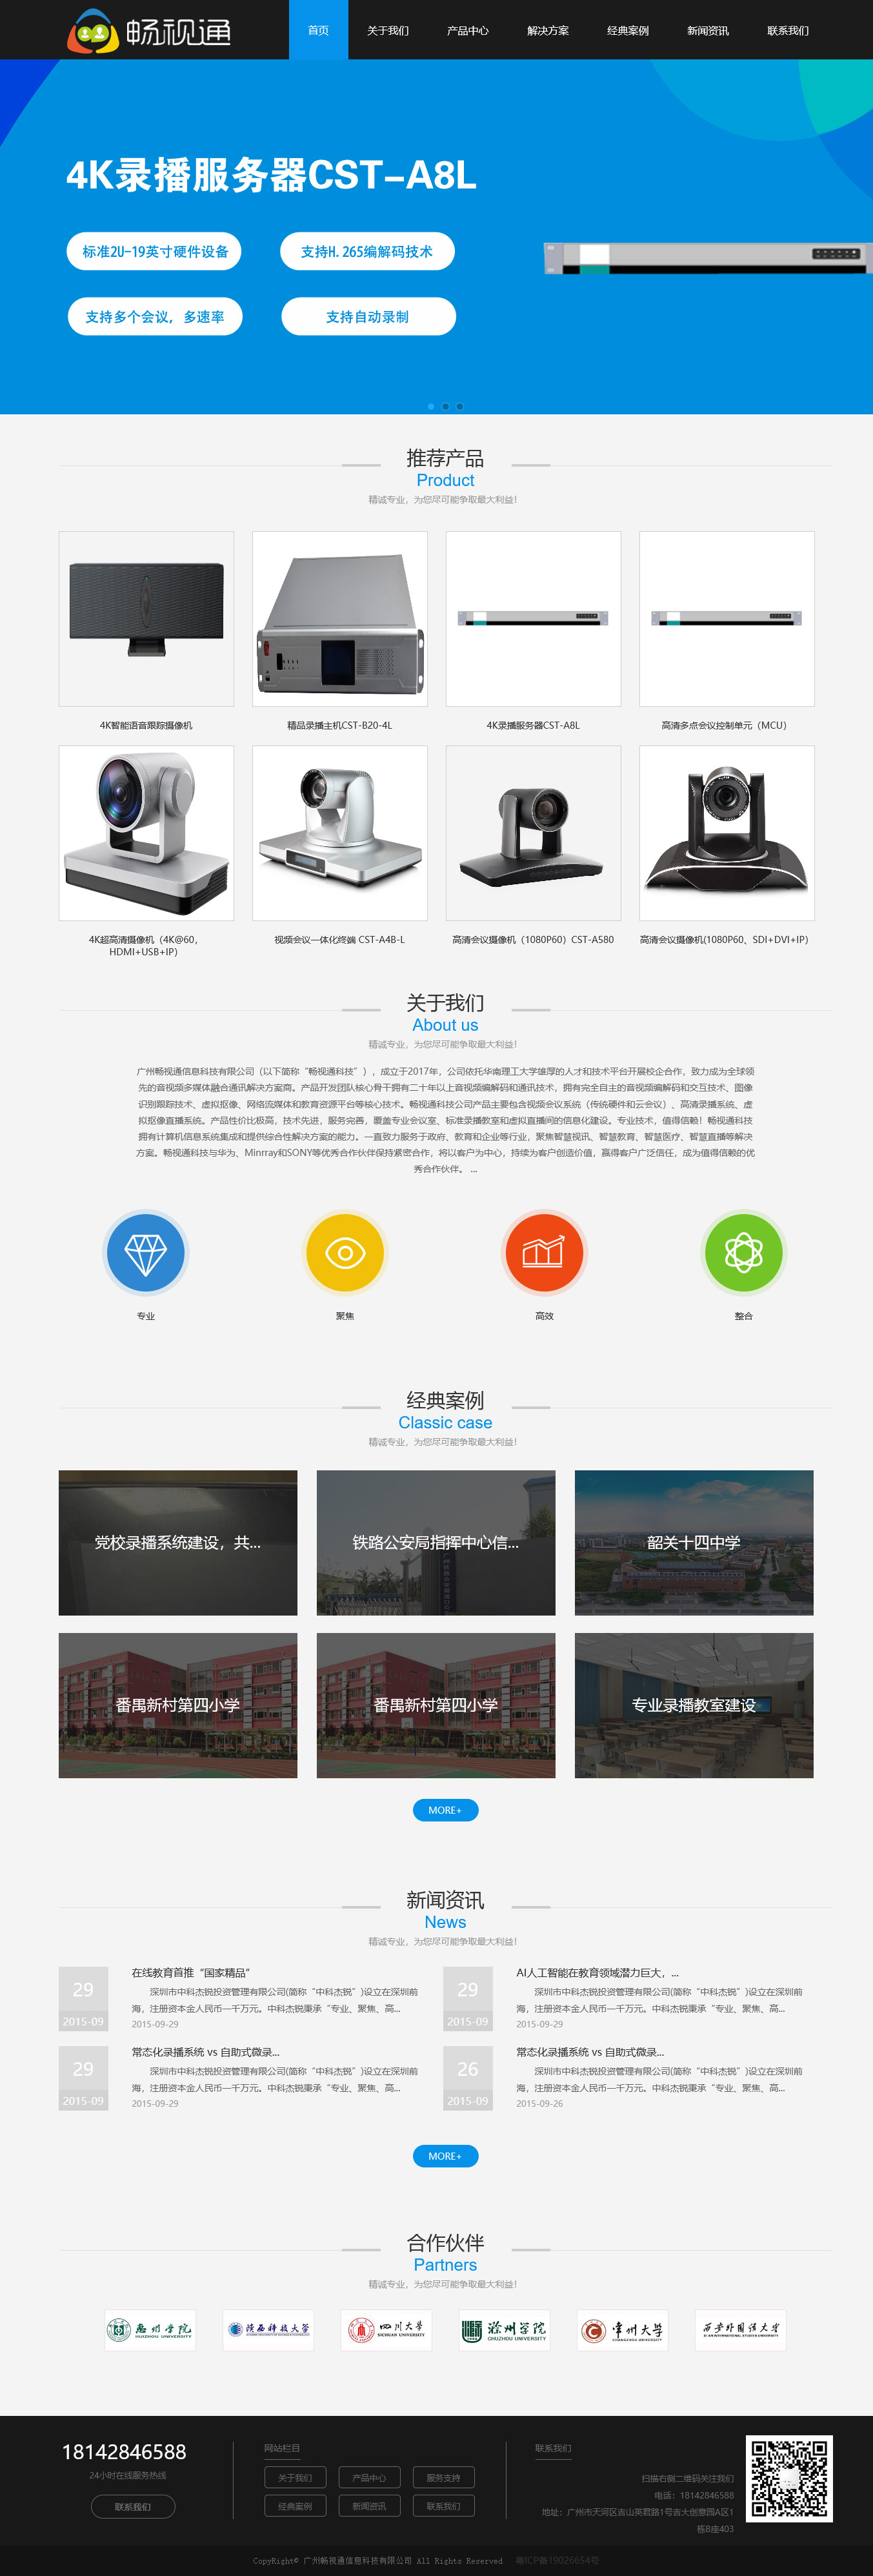 畅视通
首页 关于我们 产品中心 解决方案 经典案例 新闻资讯 联系我们
4K录播服务器CST-A8L
标准2U-19英寸硬件设备 支持H.265编解码技术
支持多个会议，多速率 支持自动录制
推荐产品
Product
精诚专业，为您尽可能争取最大利益！
4K智能语音跟踪摄像机 精品录播主机CST-B20-4L 4K录播服务器CST-A8L 高清多点会议控制单元（MCU）
4K超高清摄像机（4K@60，HDMI+USB+IP） 视频会议一体化终端 CST-A4B-L 高清会议摄像机（1080P60）CST-A580 高清会议摄像机(1080P60、SDI+DVI+IP）
关于我们
About us
精诚专业，为您尽可能争取最大利益！
广州畅视通信息科技有限公司（以下简称“畅视通科技”），成立于2017年，公司依托华南理工大学雄厚的人才和技术平台开展校企合作，致力成为全球领
先的音视频多媒体融合通讯解决方案商。产品开发团队核心骨干拥有二十年以上音视频编解码和通讯技术，拥有完全自主的音视频编解码和交互技术、图像
识别跟踪技术、虚拟抠像、网络流媒体和教育资源平台等核心技术。畅视通科技公司产品主要包含视频会议系统（传统硬件和云会议）、高清录播系统、虚
拟抠像直播系统。产品性价比极高，技术先进，服务完善，覆盖专业会议室、标准录播教室和虚拟直播间的信息化建设。专业技术，值得信赖！畅视通科技
拥有计算机信息系统集成和提供综合性解决方案的能力。一直致力服务于政府、教育和企业等行业，聚焦智慧视讯、智慧教育、智慧医疗、智慧直播等解决
方案。畅视通科技与华为、Minrray和SONY等优秀合作伙伴保持紧密合作，将以客户为中心，持续为客户创造价值，赢得客户广泛信任，成为值得信赖的优
秀合作伙伴。 ...
专业 聚焦 高效 整合
经典案例
Classic case
精诚专业，为您尽可能争取最大利益！
党校录播系统建设，共... 铁路公安局指挥中心信... 韶关十四中学
番禺新村第四小学 番禺新村第四小学 专业录播教室建设
MORE+
新闻资讯
News
精诚专业，为您尽可能争取最大利益！
29
2015-09
在线教育首推“国家精品”
深圳市中科杰锐投资管理有限公司(简称“中科杰锐”)设立在深圳前
海，注册资本金人民币一千万元。中科杰锐秉承“专业、聚焦、高...
2015-09-29
29
2015-09
AI人工智能在教育领域潜力巨大，...
深圳市中科杰锐投资管理有限公司(简称“中科杰锐”)设立在深圳前
海，注册资本金人民币一千万元。中科杰锐秉承“专业、聚焦、高...
2015-09-29
29
2015-09
常态化录播系统 vs 自助式微录...
深圳市中科杰锐投资管理有限公司(简称“中科杰锐”)设立在深圳前
海，注册资本金人民币一千万元。中科杰锐秉承“专业、聚焦、高...
2015-09-29
26
2015-09
常态化录播系统 vs 自助式微录...
深圳市中科杰锐投资管理有限公司(简称“中科杰锐”)设立在深圳前
海，注册资本金人民币一千万元。中科杰锐秉承“专业、聚焦、高...
2015-09-26
MORE+
合作伙伴
Partners
精诚专业，为您尽可能争取最大利益！
惠州学院 HUIZHOU UNIVERSITY
陕西科技大学
四川大学 SICHUAN UNIVERSITY
滁州学院 CHUZHOU UNIVERSITY
常州大学 CHANGZHOU UNIVERSITY
西安外国语大学 XI'AN INTERNATIONAL STUDIES UNIVERSITY
18142846588
24小时在线服务热线
联系我们
网站栏目
关于我们 产品中心 服务支持
经典案例 新闻资讯 联系我们
联系我们
扫描右侧二维码关注我们
电话：18142846588
地址：广州市天河区吉山英君路1号吉大创意园A区1
栋B座403
CopyRight© 广州畅视通信息科技有限公司 All Rights Reserved 粤ICP备19026654号